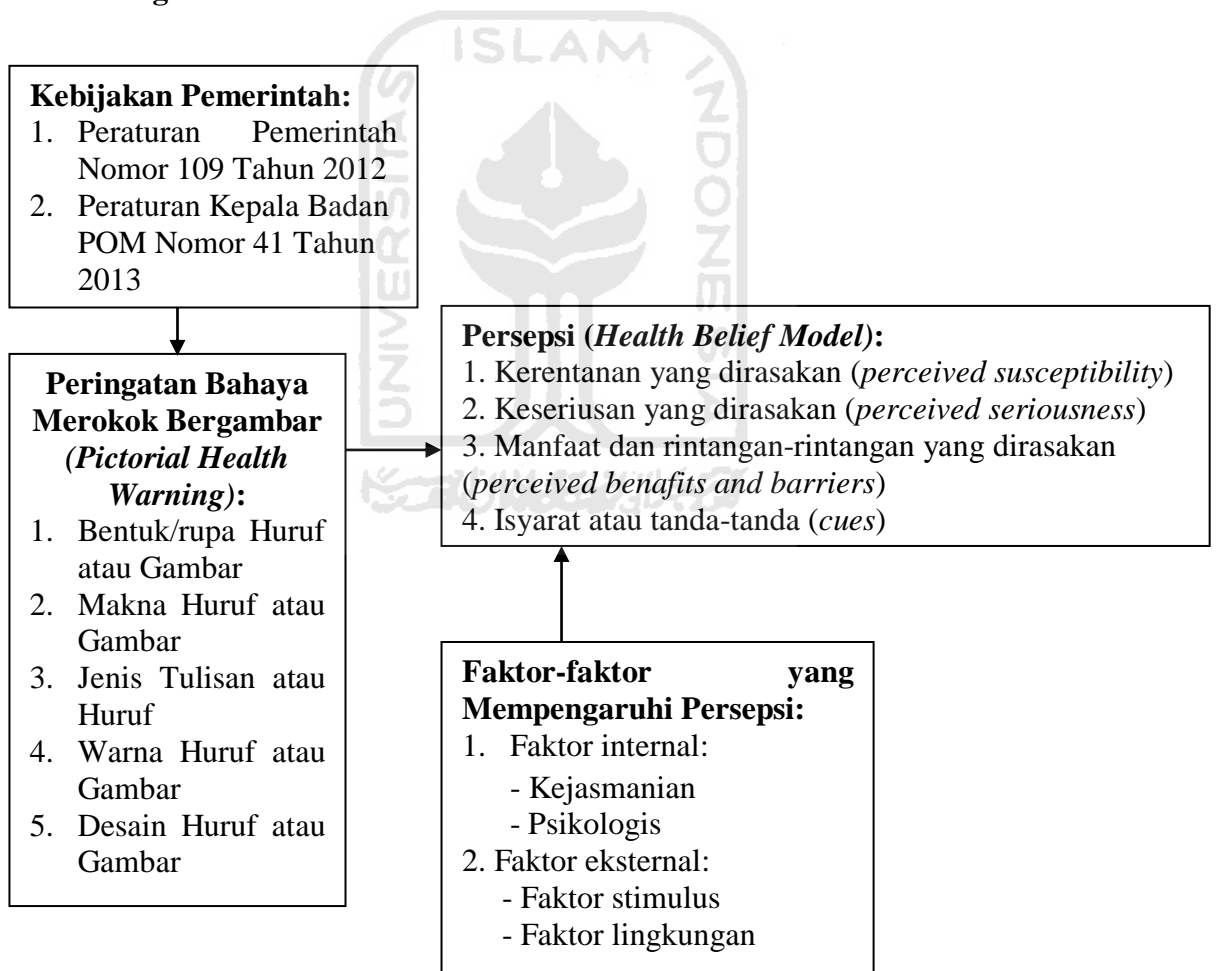 Kebijakan Pemerintah:
1. Peraturan Pemerintah
Nomor 109 Tahun 2012
2. Peraturan Kepala Badan
POM Nomor 41 Tahun
2013
Peringatan Bahaya
Merokok Bergambar
(Pictorial Health
Warning):
1. Bentuk/rupa Huruf
atau Gambar
2. Makna Huruf atau
Gambar
3. Jenis Tulisan atau
Huruf
4. Warna Huruf atau
Gambar
5. Desain Huruf atau
Gambar
Persepsi (Health Belief Model):
1. Kerentanan yang dirasakan (perceived susceptibility)
2. Keseriusan yang dirasakan (perceived seriousness)
3. Manfaat dan rintangan-rintangan yang dirasakan
(perceived benafits and barriers)
4. Isyarat atau tanda-tanda (cues)
Faktor-faktor yang
Mempengaruhi Persepsi:
1. Faktor internal:
- Kejasmanian
- Psikologis
2. Faktor eksternal:
- Faktor stimulus
- Faktor lingkungan
UNIVERSITAS
ISLAM
INDONESIA